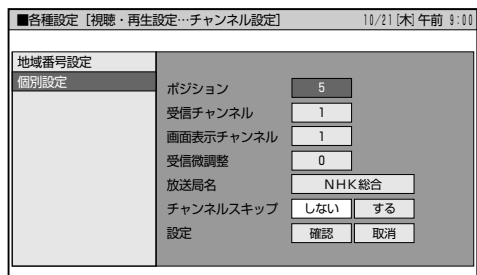 ■各種設定［視聴・再生設定…チャンネル設定］ 10/21[木]午前 9:00
地域番号設定
個別設定
ポジション 5
受信チャンネル 1
画面表示チャンネル 1
受信微調整 0
放送局名 NHK総合
チャンネルスキップ しない する
設定 確認 取消